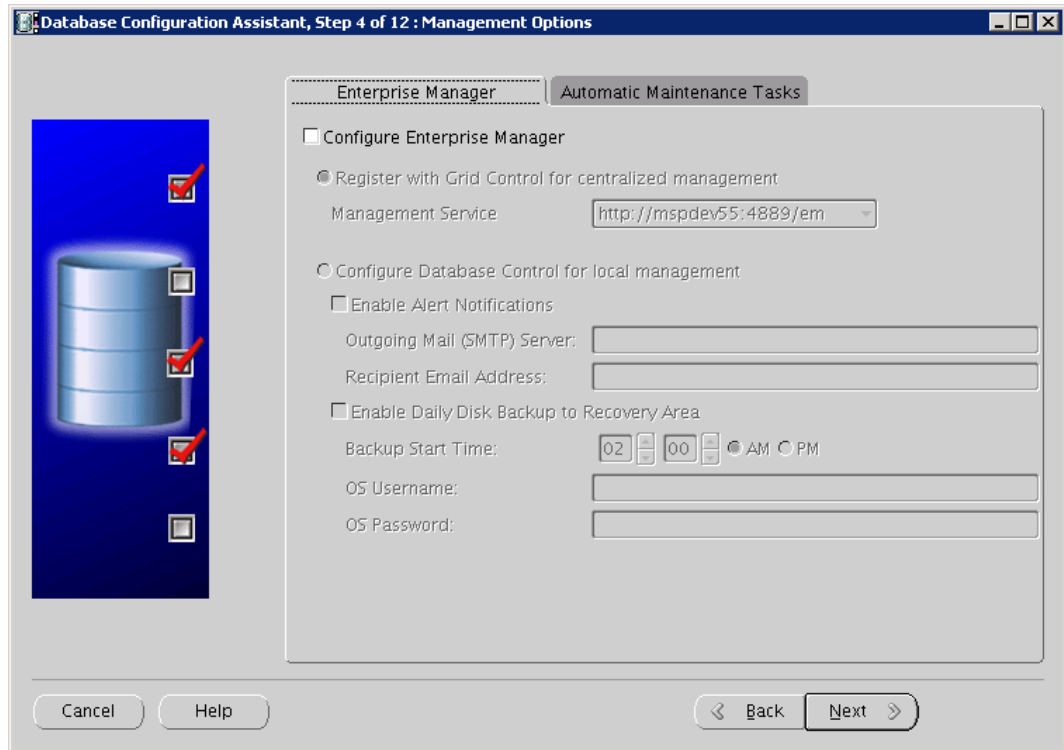 Database Configuration Assistant, Step 4 of 12 : Management Options
Enterprise Manager
Automatic Maintenance Tasks
Configure Enterprise Manager
Register with Grid Control for centralized management
Management Service
http://mspdev55:4889/em
Configure Database Control for local management
Enable Alert Notifications
Outgoing Mail (SMTP) Server:
Recipient Email Address:
Enable Daily Disk Backup to Recovery Area
Backup Start Time: 02 00 AM PM
OS Username:
OS Password:
Cancel Help Back Next